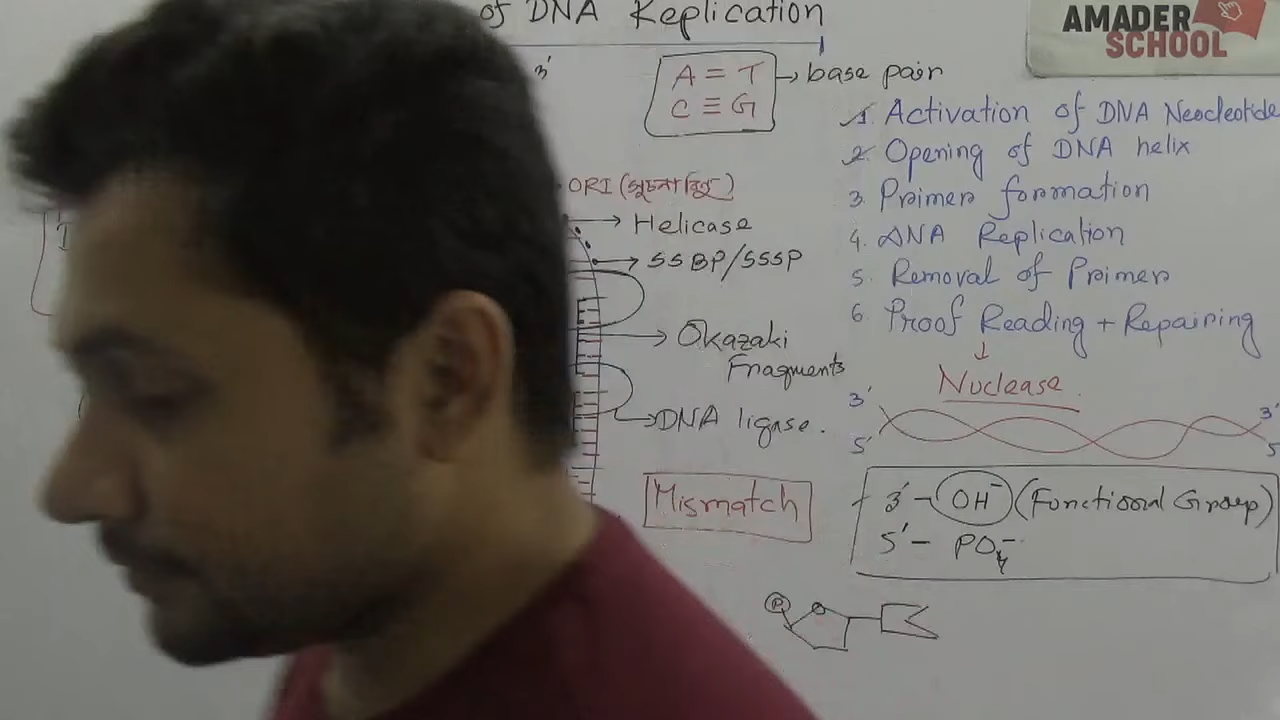 of DNA Replication
AMADER
SCHOOL
3'
A = T
C ≡ G
base pair
1. Activation of DNA Neocleotide
2. Opening of DNA helix
3. Primer formation
4. DNA Replication
5. Removal of Primer
6. Proof Reading + Repairing
Nuclease.
ORI (সূচনা বিন্দু)
Helicase
SSBP/SSSP
Okazaki
Fragments
DNA ligase.
Mismatch
3'
5'
3'
5'
3'- OH⁻ (Functional Group)
5'- PO₄⁻
P